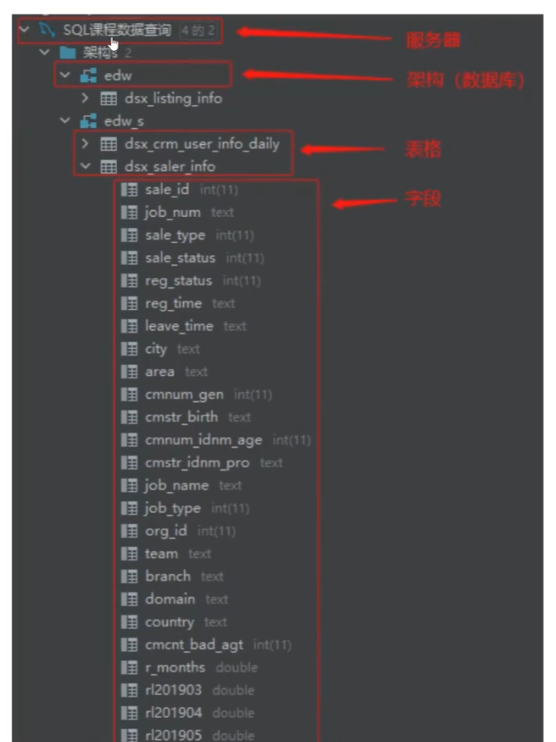 SQL课程数据查询 4 的 2
服务器
架构s 2
edw
架构（数据库）
dsx_listing_info
edw_s
dsx_crm_user_info_daily
表格
dsx_saler_info
sale_id int(11)
字段
job_num text
sale_type int(11)
sale_status int(11)
reg_status int(11)
reg_time text
leave_time text
city text
area text
cmnum_gen int(11)
cmstr_birth text
cmnum_idnm_age int(11)
cmstr_idnm_pro text
job_name text
job_type int(11)
org_id int(11)
team text
branch text
domain text
country text
cmcnt_bad_agt int(11)
r_months double
rl201903 double
rl201904 double
rl201905 double